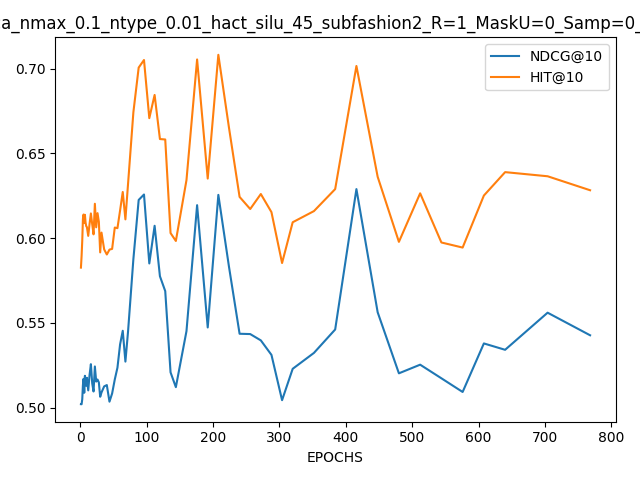 a_nmax_0.1_ntype_0.01_hact_silu_45_subfashion2_R=1_MaskU=0_Samp=0_
NDCG@10
HIT@10
0.70
0.65
0.60
0.55
0.50
0 100 200 300 400 500 600 700 800
EPOCHS